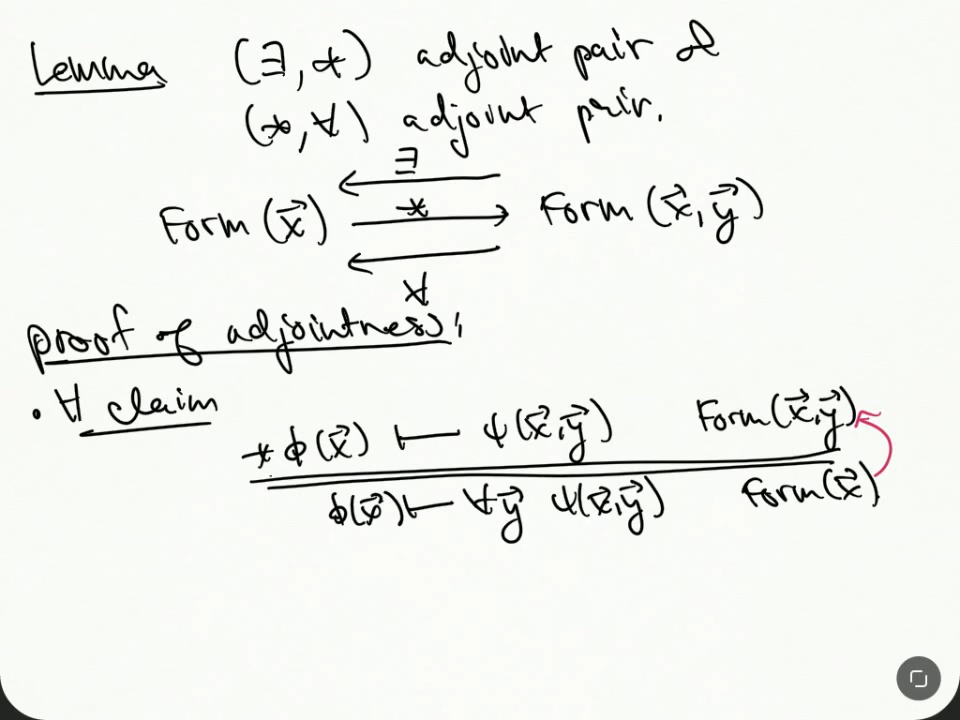 Lemma (∃, *) adjoint pair &
(*, ∀) adjoint pair.
∃
Form (x⃗) * Form (x⃗, y⃗)
∀
proof of adjointness:
• ∀ claim
* ϕ(x⃗) ⊢ ψ(x⃗, y⃗) Form(x⃗, y⃗)
ϕ(x⃗) ⊢ ∀y⃗ ψ(x⃗, y⃗) Form(x⃗)